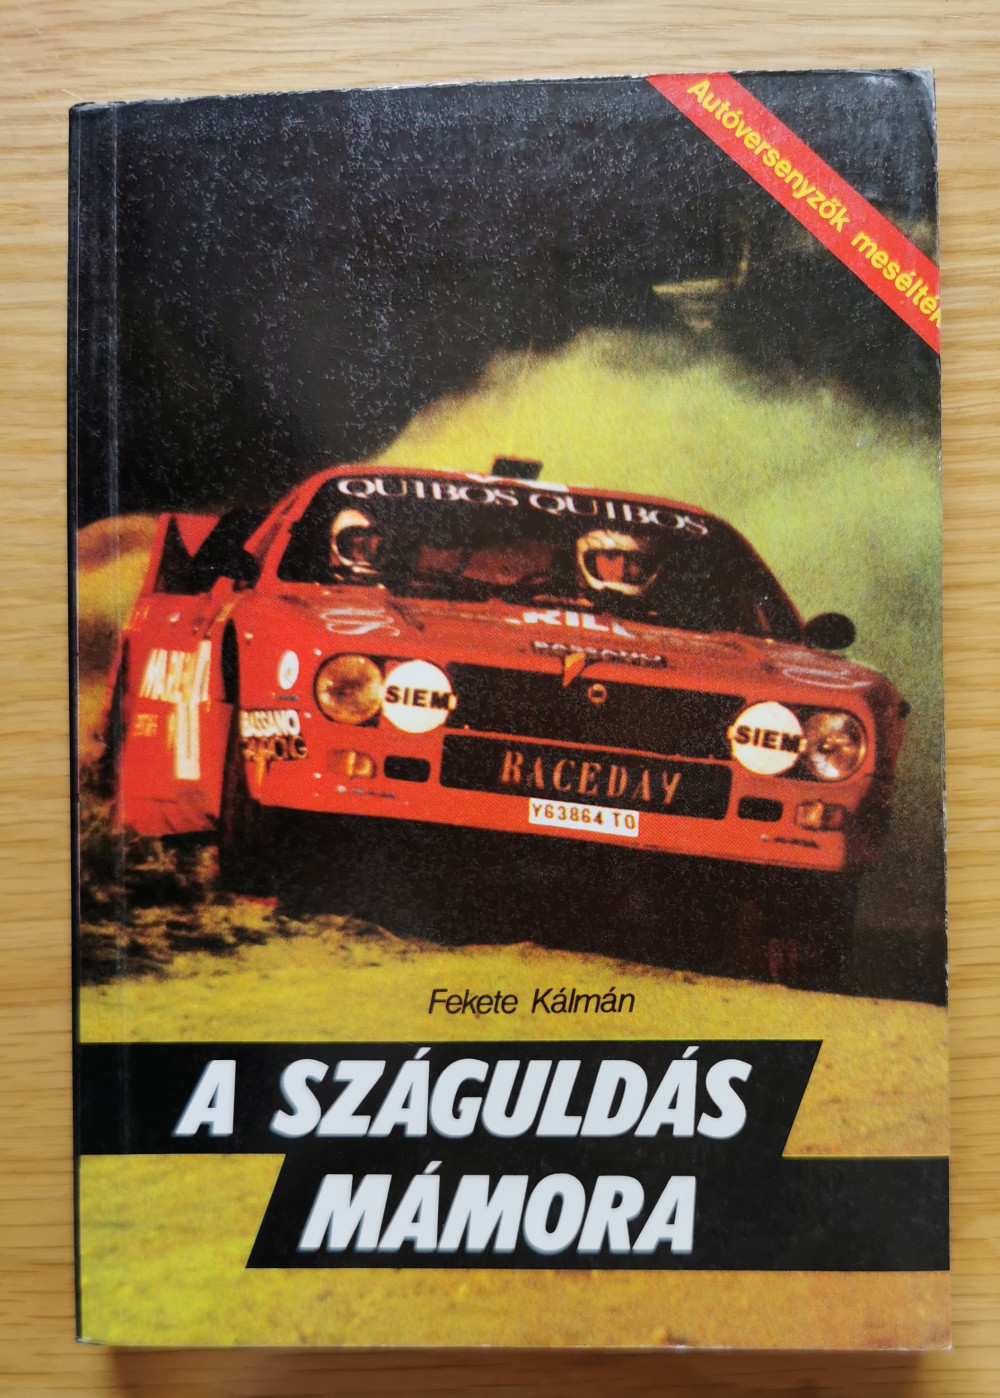 Autóversenyzők mesélték
QUIBOS QUIBOS
SIEM
SIEM
BASSANO
RACEDAY
Y63864 TO
Fekete Kálmán
A SZÁGULDÁS
MÁMORA